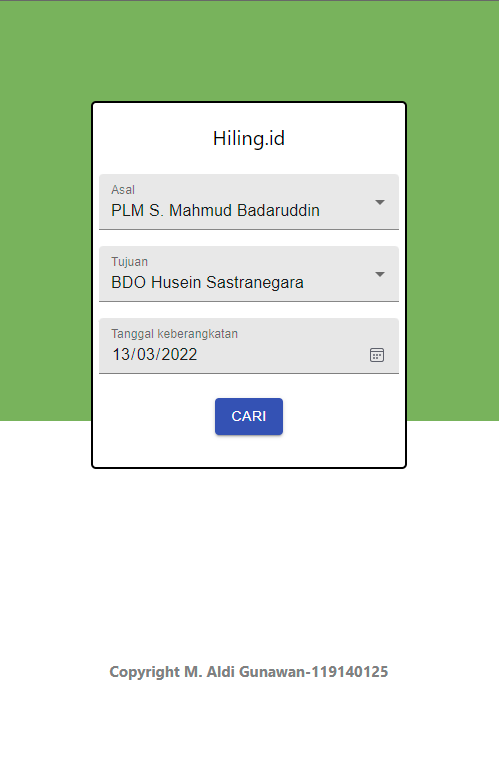 Hiling.id
Asal
PLM S. Mahmud Badaruddin
Tujuan
BDO Husein Sastranegara
Tanggal keberangkatan
13/03/2022
CARI
Copyright M. Aldi Gunawan-119140125